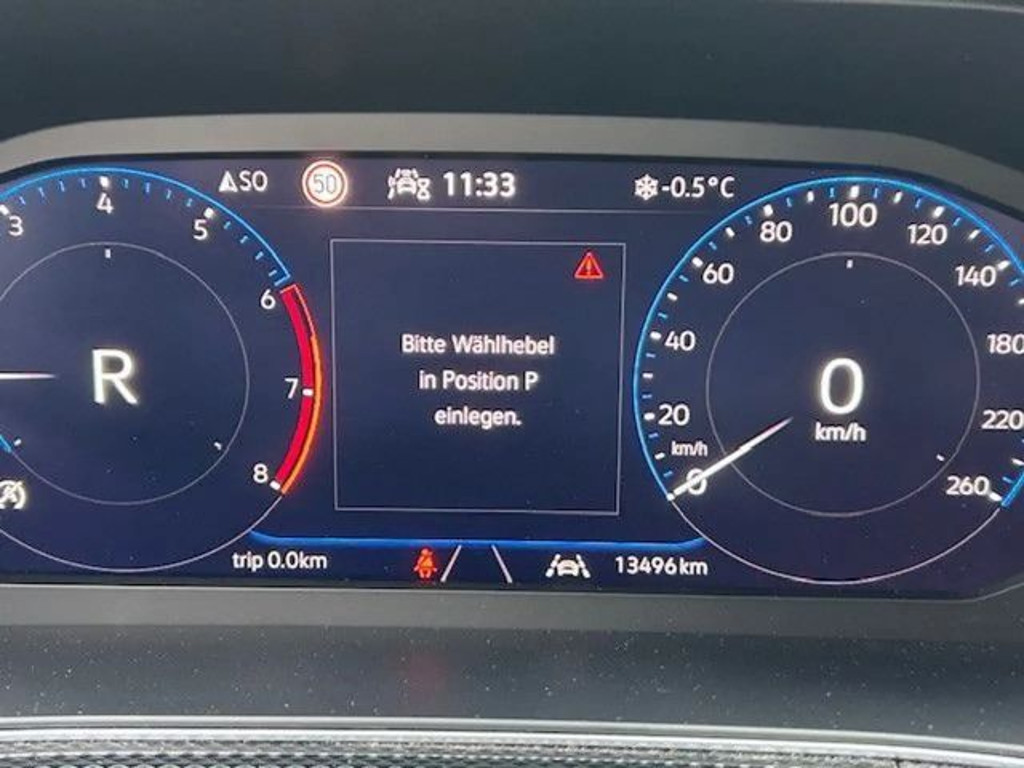 SO 50 11:33 -0.5°C
3 4 5 6 7 8
R
Bitte Wählhebel
in Position P
einlegen.
0 20 40 60 80 100 120 140 180 220 260
km/h
0
km/h
trip 0.0km
13496km